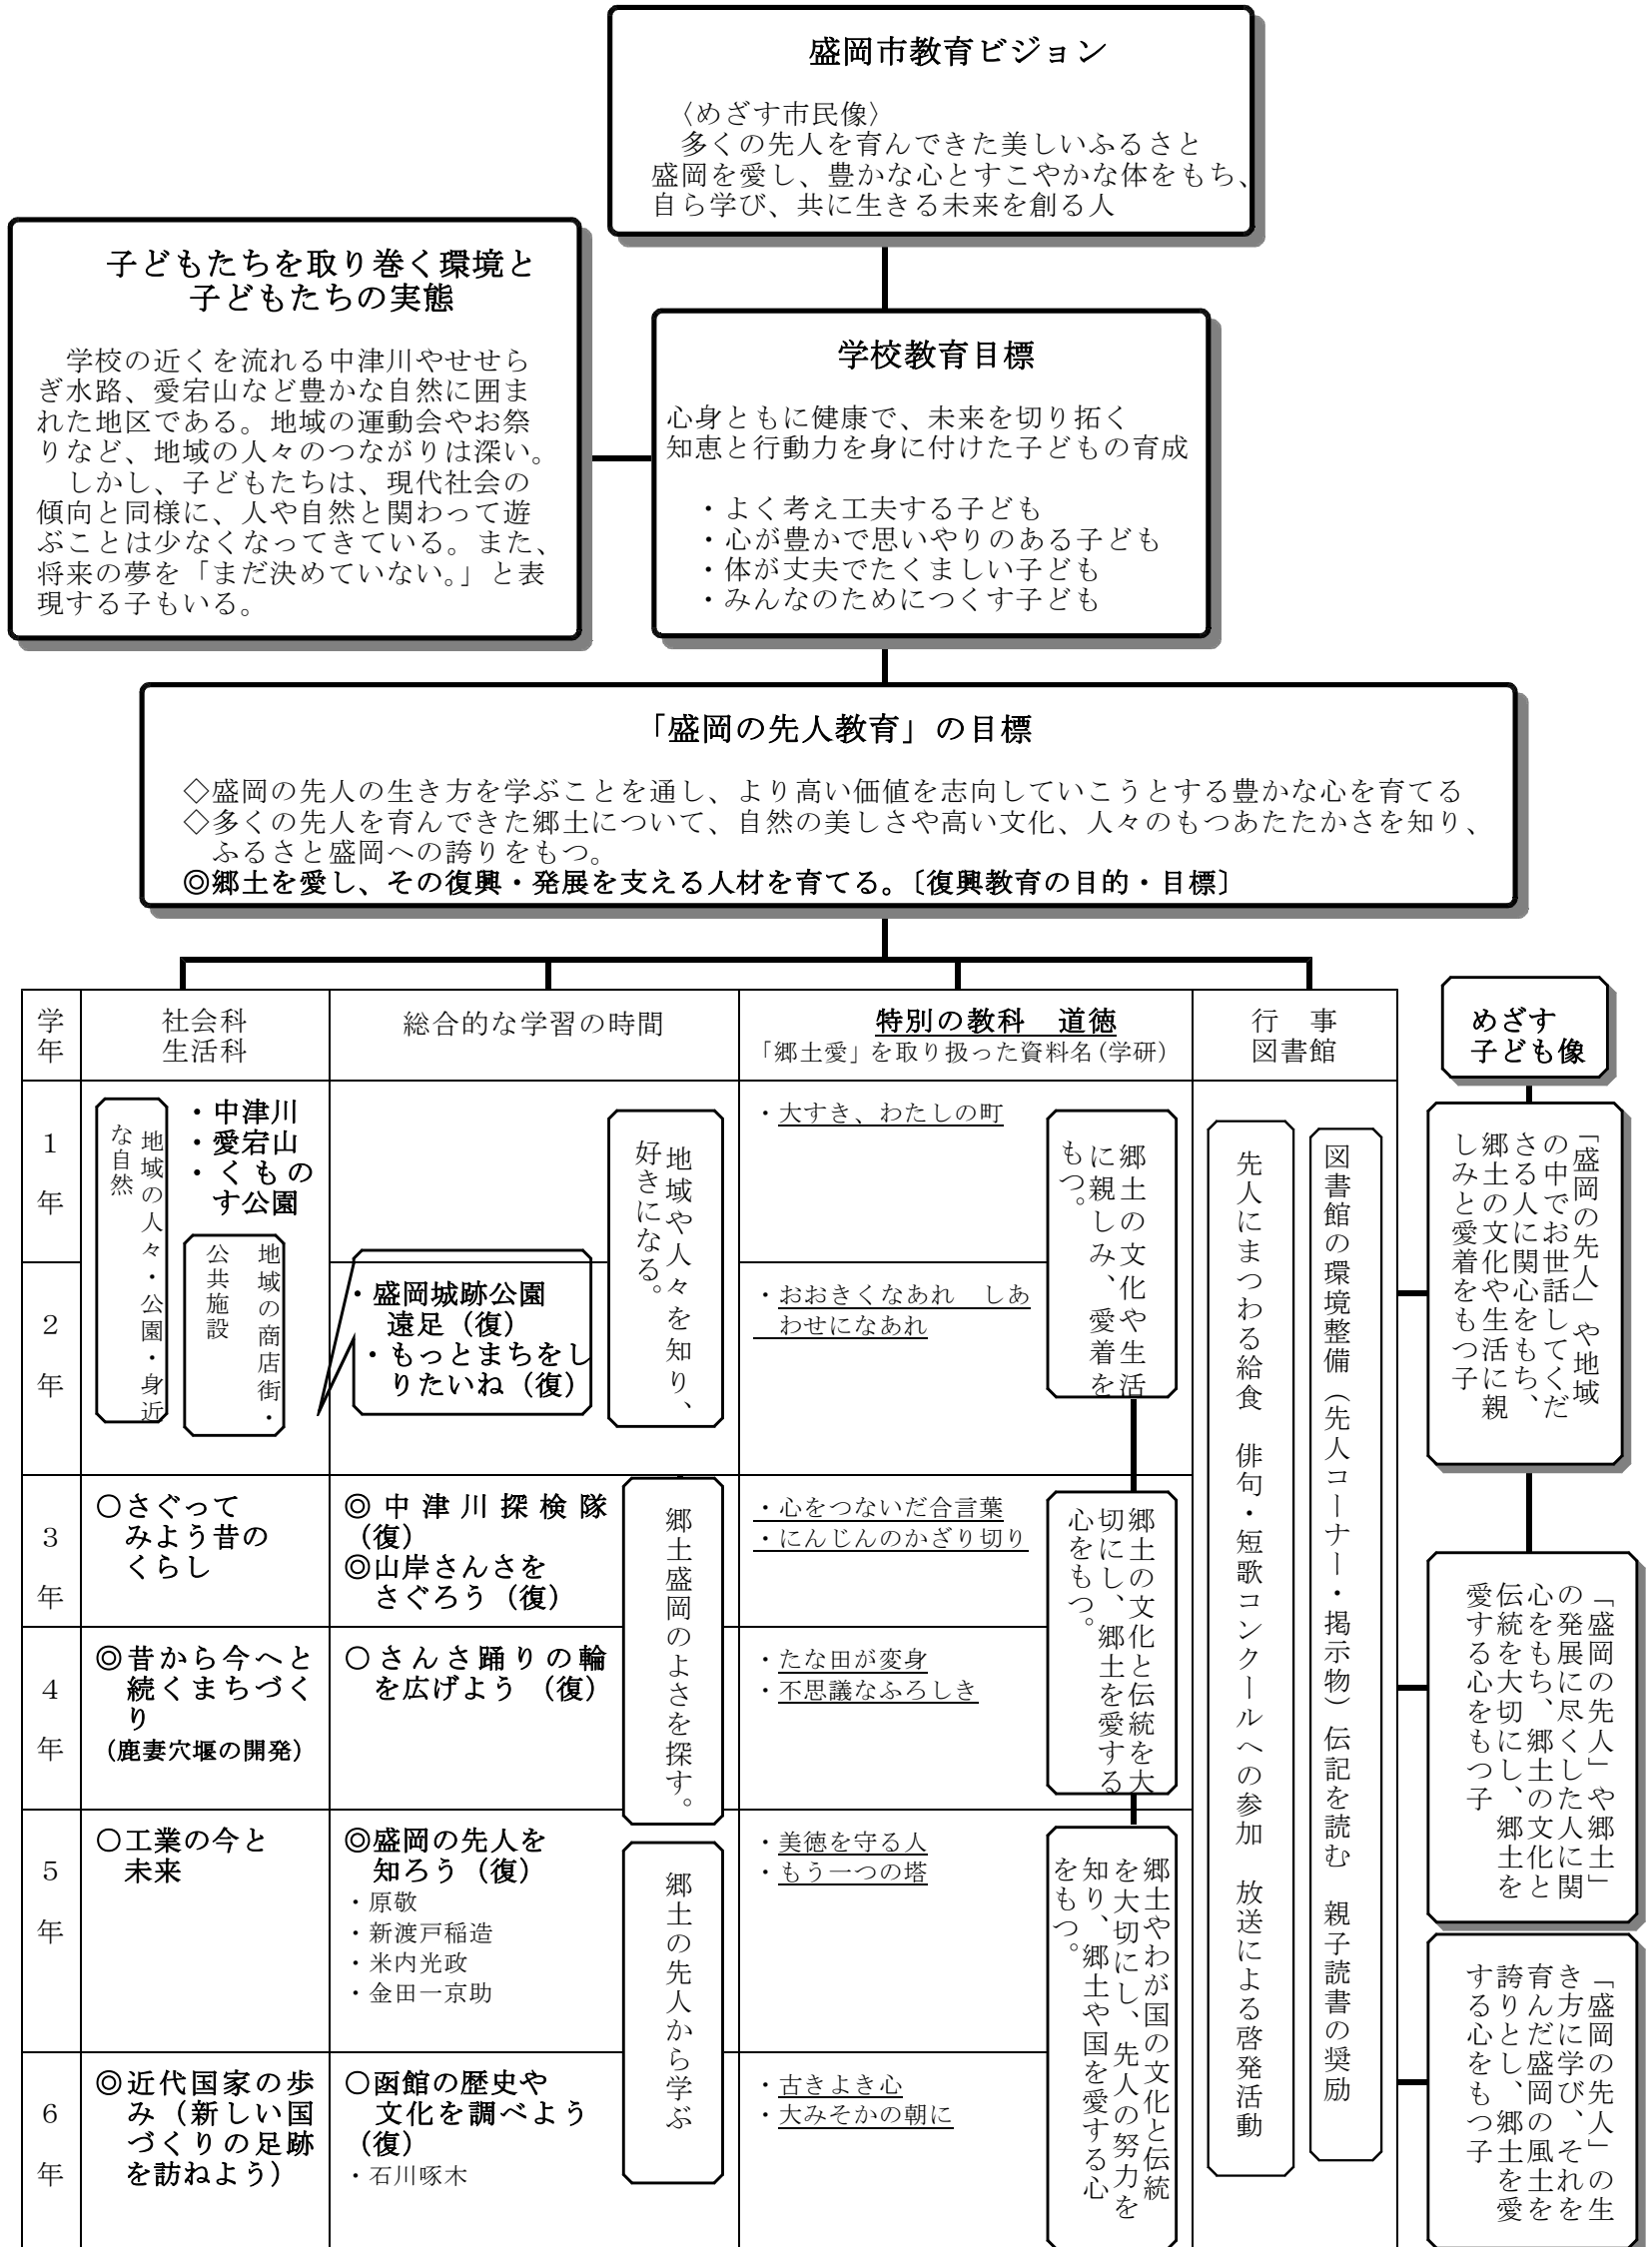 盛岡市教育ビジョン
〈めざす市民像〉
多くの先人を育んできた美しいふるさと
盛岡を愛し、豊かな心とすこやかな体をもち、
自ら学び、共に生きる未来を創る人
子どもたちを取り巻く環境と
子どもたちの実態
学校の近くを流れる中津川やせせら
ぎ水路、愛宕山など豊かな自然に囲ま
れた地区である。地域の運動会やお祭
りなど、地域の人々のつながりは深い。
しかし、子どもたちは、現代社会の
傾向と同様に、人や自然と関わって遊
ぶことは少なくなってきている。また、
将来の夢を「まだ決めていない。」と表
現する子もいる。
学校教育目標
心身ともに健康で、未来を切り拓く
知恵と行動力を身に付けた子どもの育成
・よく考え工夫する子ども
・心が豊かで思いやりのある子ども
・体が丈夫でたくましい子ども
・みんなのためにつくす子ども
「盛岡の先人教育」の目標
◇盛岡の先人の生き方を学ぶことを通し、より高い価値を志向していこうとする豊かな心を育てる
◇多くの先人を育んできた郷土について、自然の美しさや高い文化、人々のもつあたたかさを知り、
ふるさと盛岡への誇りをもつ。
◎郷土を愛し、その復興・発展を支える人材を育てる。〔復興教育の目的・目標〕
学年
社会科
生活科
総合的な学習の時間
特別の教科 道徳
「郷土愛」を取り扱った資料名(学研)
行 事
図書館
めざす
子ども像
1年
地域の人々・公園・身近
な自然
・中津川
・愛宕山
・くもの
す公園
地域の商店街・
公共施設
地域や人々を知り、
好きになる。
・大すき、わたしの町
郷土の文化や生活
に親しみ、愛着を
もつ。
先人にまつわる給食 俳句・短歌コンクールへの参加 放送による啓発活動
図書館の環境整備(先人コーナー・掲示物)伝記を読む 親子読書の奨励
「盛岡の先人」や地域
の中でお世話してくだ
さる人に関心をもち、
郷土の文化や生活に親
しみと愛着をもつ子
2年
・盛岡城跡公園
遠足(復)
・もっとまちをし
りたいね(復)
・おおきくなあれ しあ
わせになあれ
3年
○さぐって
みよう昔の
くらし
◎中津川探検隊
(復)
◎山岸さんさを
さぐろう(復)
郷土盛岡のよさを探す。
・心をつないだ合言葉
・にんじんのかざり切り
郷土の文化と伝統を大
切にし、郷土を愛する
心をもつ。
「盛岡の先人」や郷土
の発展に尽くした人に関
心をもち、郷土の文化と
伝統を大切にし、郷土を
愛する心をもつ子
4年
◎昔から今へと
続くまちづく
り
(鹿妻穴堰の開発)
○さんさ踊りの輪
を広げよう (復)
・たな田が変身
・不思議なふろしき
5年
○工業の今と
未来
◎盛岡の先人を
知ろう(復)
・原敬
・新渡戸稲造
・米内光政
・金田一京助
郷土の先人から学ぶ
・美徳を守る人
・もう一つの塔
郷土やわが国の文化と伝統
を大切にし、先人の努力を
知り、郷土や国を愛する心
をもつ。
「盛岡の先人」の生
き方に学び、それを
育んだ盛岡の風土を
誇りとし、郷土を愛
する心をもつ子
6年
◎近代国家の歩
み(新しい国
づくりの足跡
を訪ねよう)
○函館の歴史や
文化を調べよう
(復)
・石川啄木
・古きよき心
・大みそかの朝に